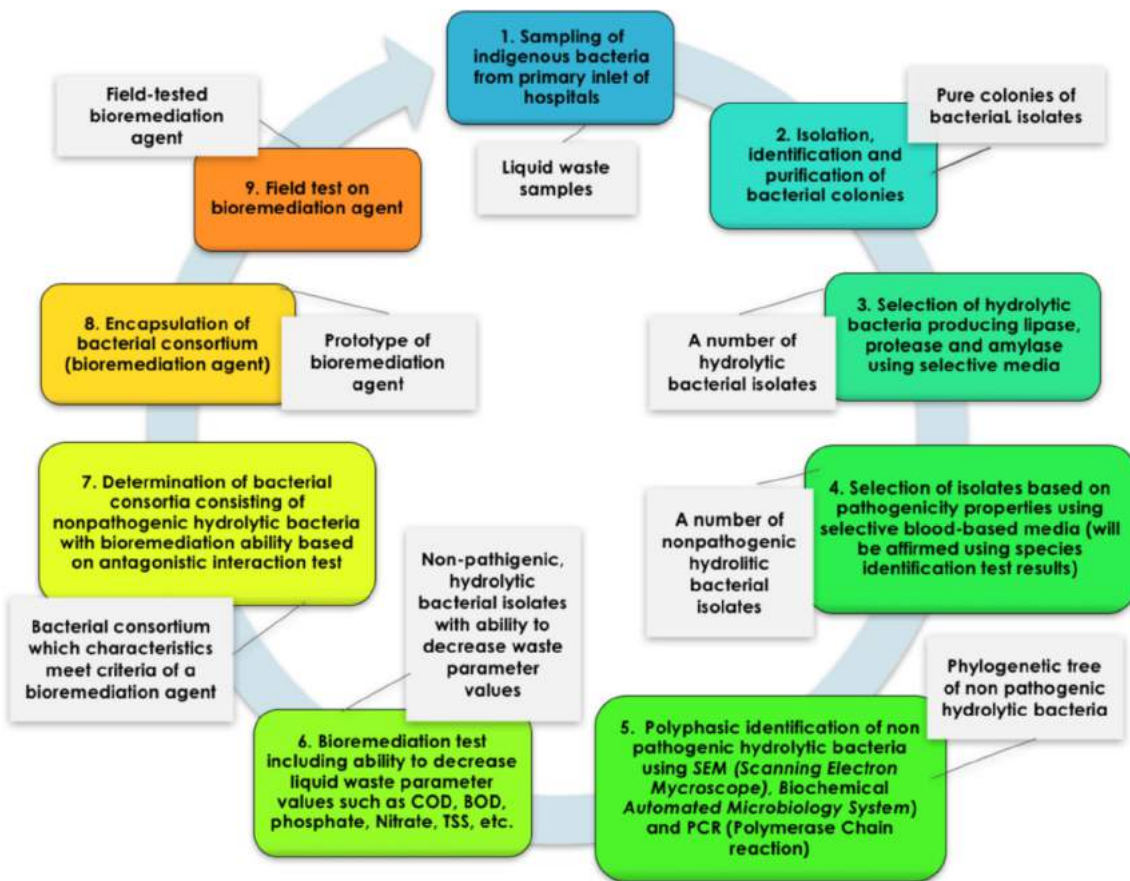 1. Sampling of
indigenous bacteria
from primary inlet of
hospitals
Liquid waste
samples
2. Isolation,
identification and
purification of
bacterial colonies
Pure colonies of
bacteriaL isolates
3. Selection of hydrolytic
bacteria producing lipase,
protease and amylase
using selective media
A number of
hydrolytic
bacterial isolates
4. Selection of isolates based on
pathogenicity properties using
selective blood-based media (will
be affirmed using species
identification test results)
A number of
nonpathogenic
hydrolitic
bacterial
isolates
5. Polyphasic identification of non
pathogenic hydrolytic bacteria
using SEM (Scanning Electron
Mycroscope), Biochemical
Automated Microbiology System)
and PCR (Polymerase Chain
reaction)
Phylogenetic tree
of non pathogenic
hydrolytic bacteria
6. Bioremediation test
including ability to decrease
liquid waste parameter
values such as COD, BOD,
phosphate, Nitrate, TSS, etc.
Non-pathigenic,
hydrolytic
bacterial isolates
with ability to
decrease waste
parameter
values
7. Determination of bacterial
consortia consisting of
nonpathogenic hydrolytic bacteria
with bioremediation ability based
on antagonistic interaction test
Bacterial consortium
which characteristics
meet criteria of a
bioremediation agent
8. Encapsulation of
bacterial consortium
(bioremediation agent)
Prototype of
bioremediation
agent
9. Field test on
bioremediation agent
Field-tested
bioremediation
agent